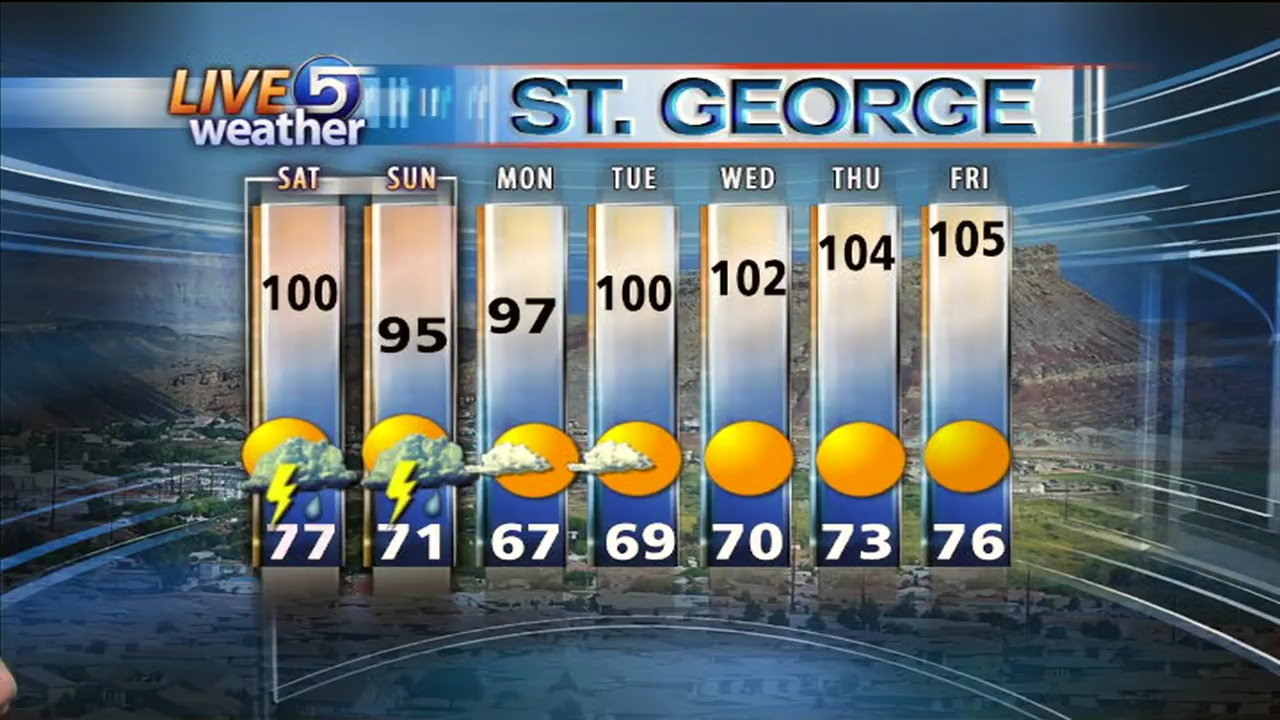 LIVE 5
weather
ST. GEORGE
SAT SUN MON TUE WED THU FRI
100 95 97 100 102 104 105
77 71 67 69 70 73 76